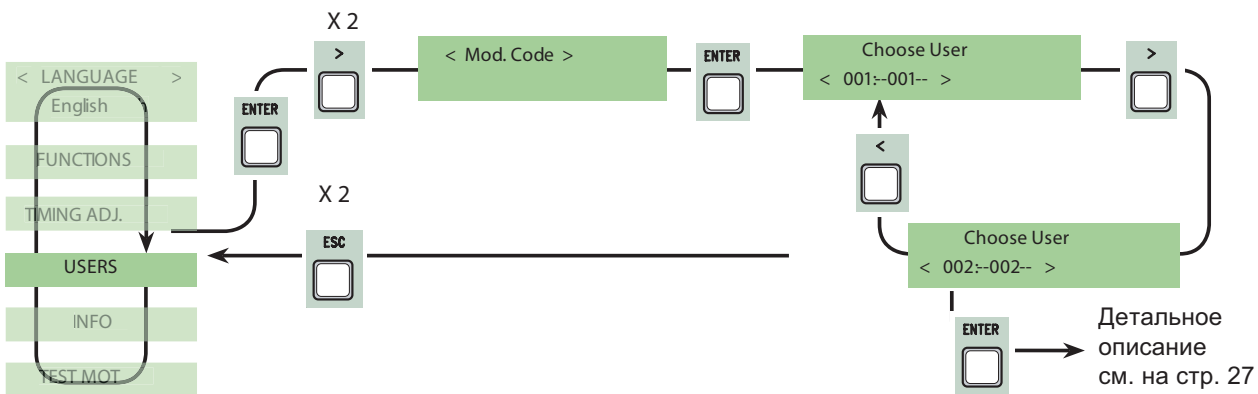 X 2
>
< Mod. Code >
ENTER
Choose User
< 001:--001-- >
>
< LANGUAGE >
English
ENTER
FUNCTIONS
<
TIMING ADJ.
X 2
ESC
Choose User
< 002:--002-- >
USERS
INFO
ENTER
Детальное
описание
см. на стр. 27
TEST MOT